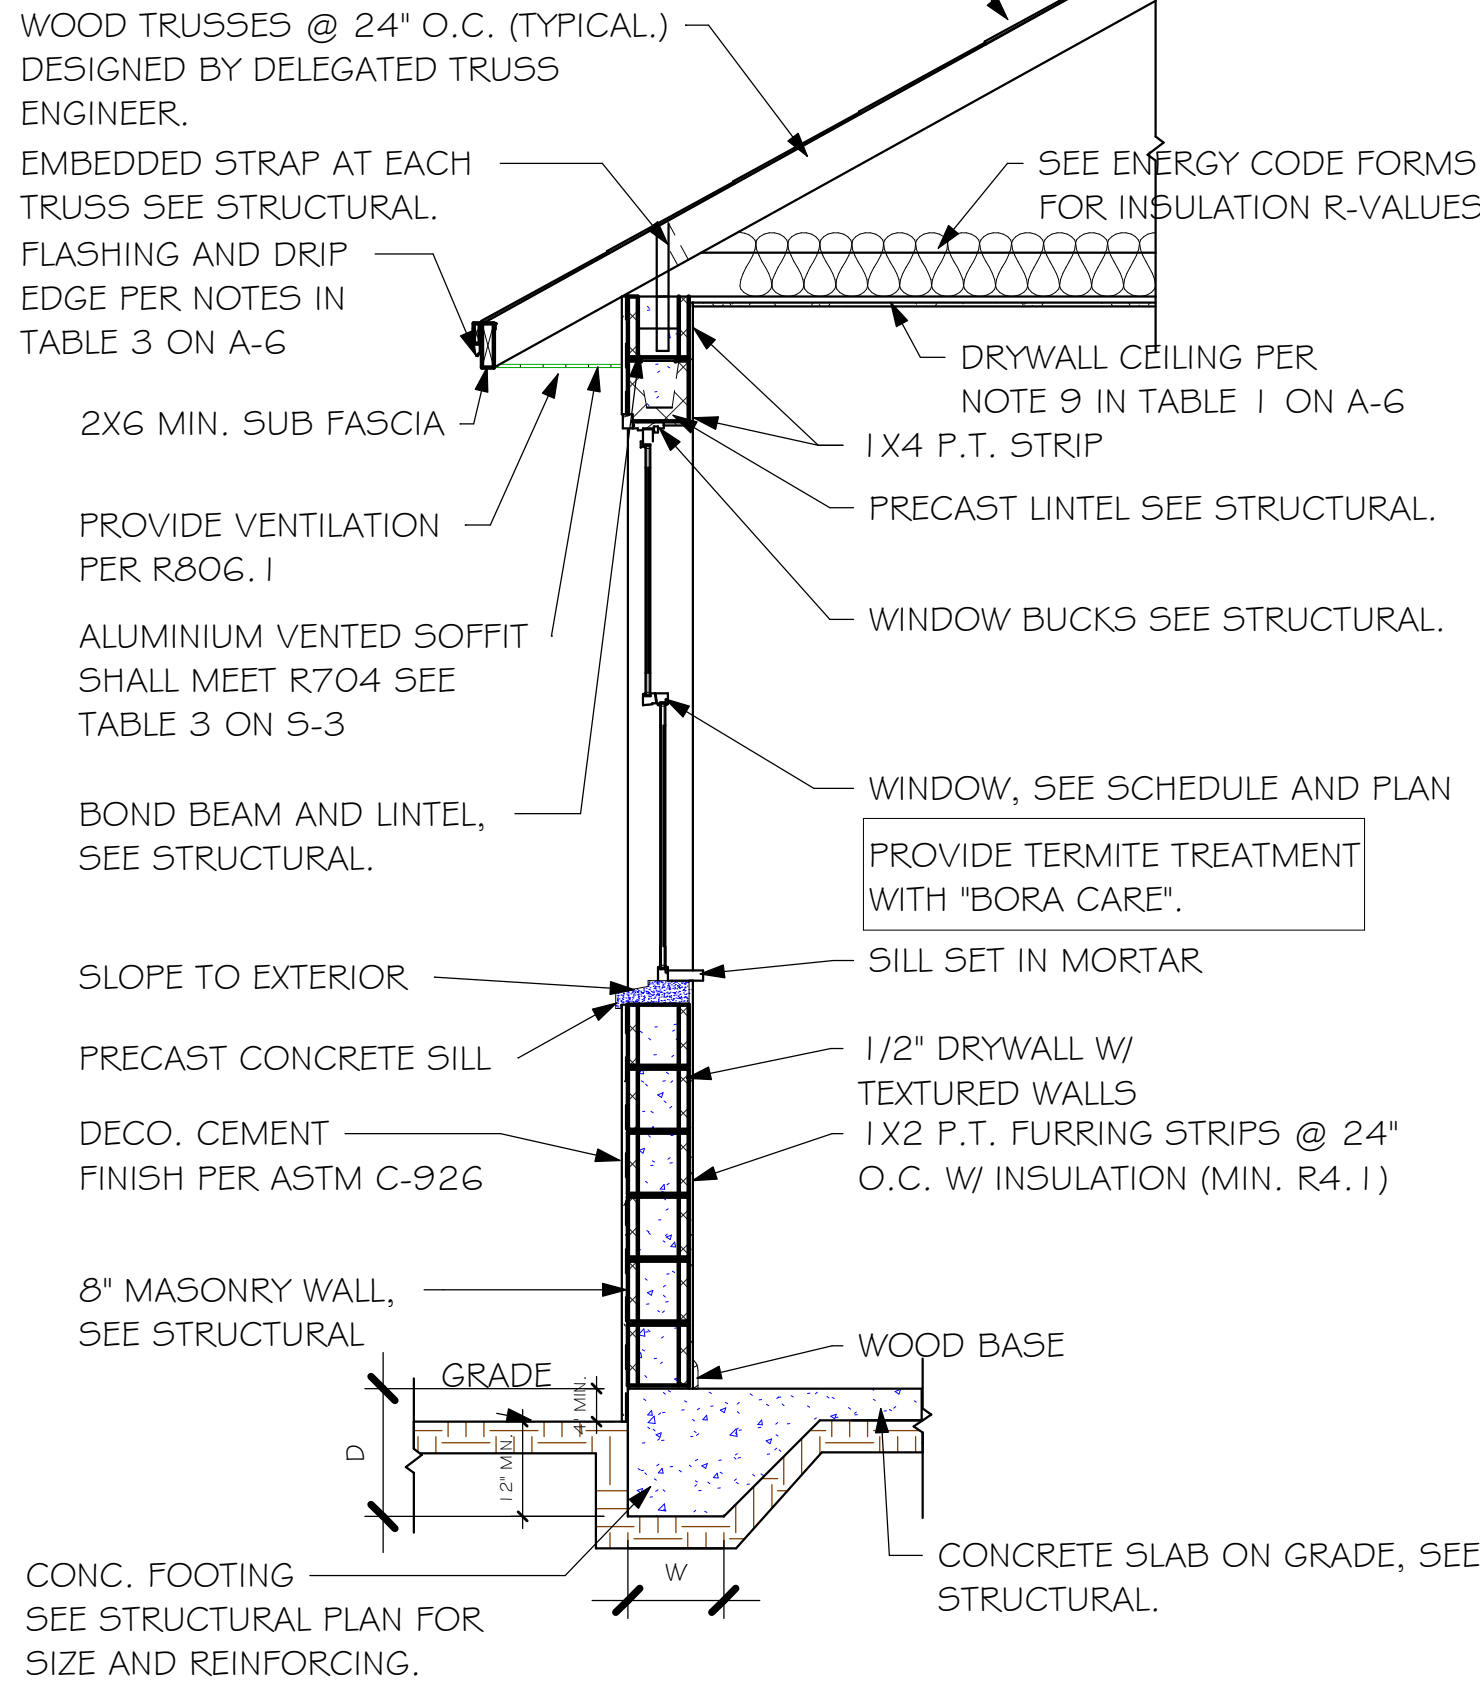 WOOD TRUSSES @ 24" O.C. (TYPICAL.)
DESIGNED BY DELEGATED TRUSS
ENGINEER.
EMBEDDED STRAP AT EACH
TRUSS SEE STRUCTURAL.
FLASHING AND DRIP
EDGE PER NOTES IN
TABLE 3 ON A-6
2X6 MIN. SUB FASCIA
PROVIDE VENTILATION
PER R806.1
ALUMINIUM VENTED SOFFIT
SHALL MEET R704 SEE
TABLE 3 ON S-3
BOND BEAM AND LINTEL,
SEE STRUCTURAL.
SLOPE TO EXTERIOR
PRECAST CONCRETE SILL
DECO. CEMENT
FINISH PER ASTM C-926
8" MASONRY WALL,
SEE STRUCTURAL
GRADE
4" MIN.
12" MIN.
D
W
CONC. FOOTING
SEE STRUCTURAL PLAN FOR
SIZE AND REINFORCING.
SEE ENERGY CODE FORMS
FOR INSULATION R-VALUES
DRYWALL CEILING PER
NOTE 9 IN TABLE 1 ON A-6
1X4 P.T. STRIP
PRECAST LINTEL SEE STRUCTURAL.
WINDOW BUCKS SEE STRUCTURAL.
WINDOW, SEE SCHEDULE AND PLAN
PROVIDE TERMITE TREATMENT
WITH "BORA CARE".
SILL SET IN MORTAR
1/2" DRYWALL W/
TEXTURED WALLS
1X2 P.T. FURRING STRIPS @ 24"
O.C. W/ INSULATION (MIN. R4.1)
WOOD BASE
CONCRETE SLAB ON GRADE, SEE
STRUCTURAL.